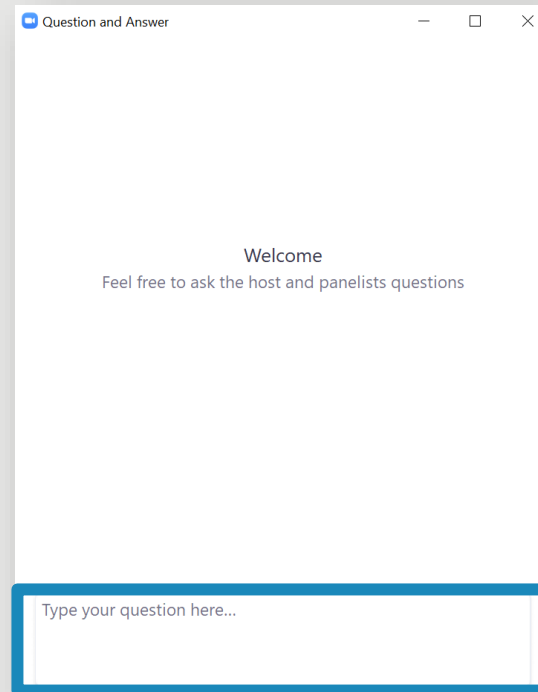 Question and Answer
Welcome
Feel free to ask the host and panelists questions
Type your question here...